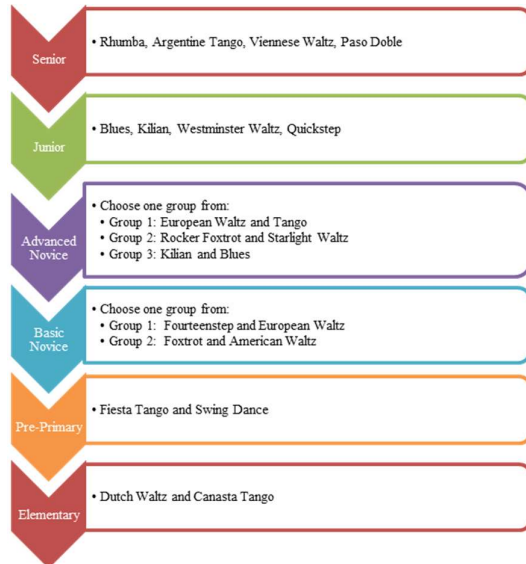 Senior
• Rhumba, Argentine Tango, Viennese Waltz, Paso Doble
Junior
• Blues, Kilian, Westminster Waltz, Quickstep
Advanced
Novice
• Choose one group from:
• Group 1: European Waltz and Tango
• Group 2: Rocker Foxtrot and Starlight Waltz
• Group 3: Kilian and Blues
Basic
Novice
• Choose one group from:
• Group 1: Fourteenstep and European Waltz
• Group 2: Foxtrot and American Waltz
Pre-Primary
• Fiesta Tango and Swing Dance
Elementary
• Dutch Waltz and Canasta Tango